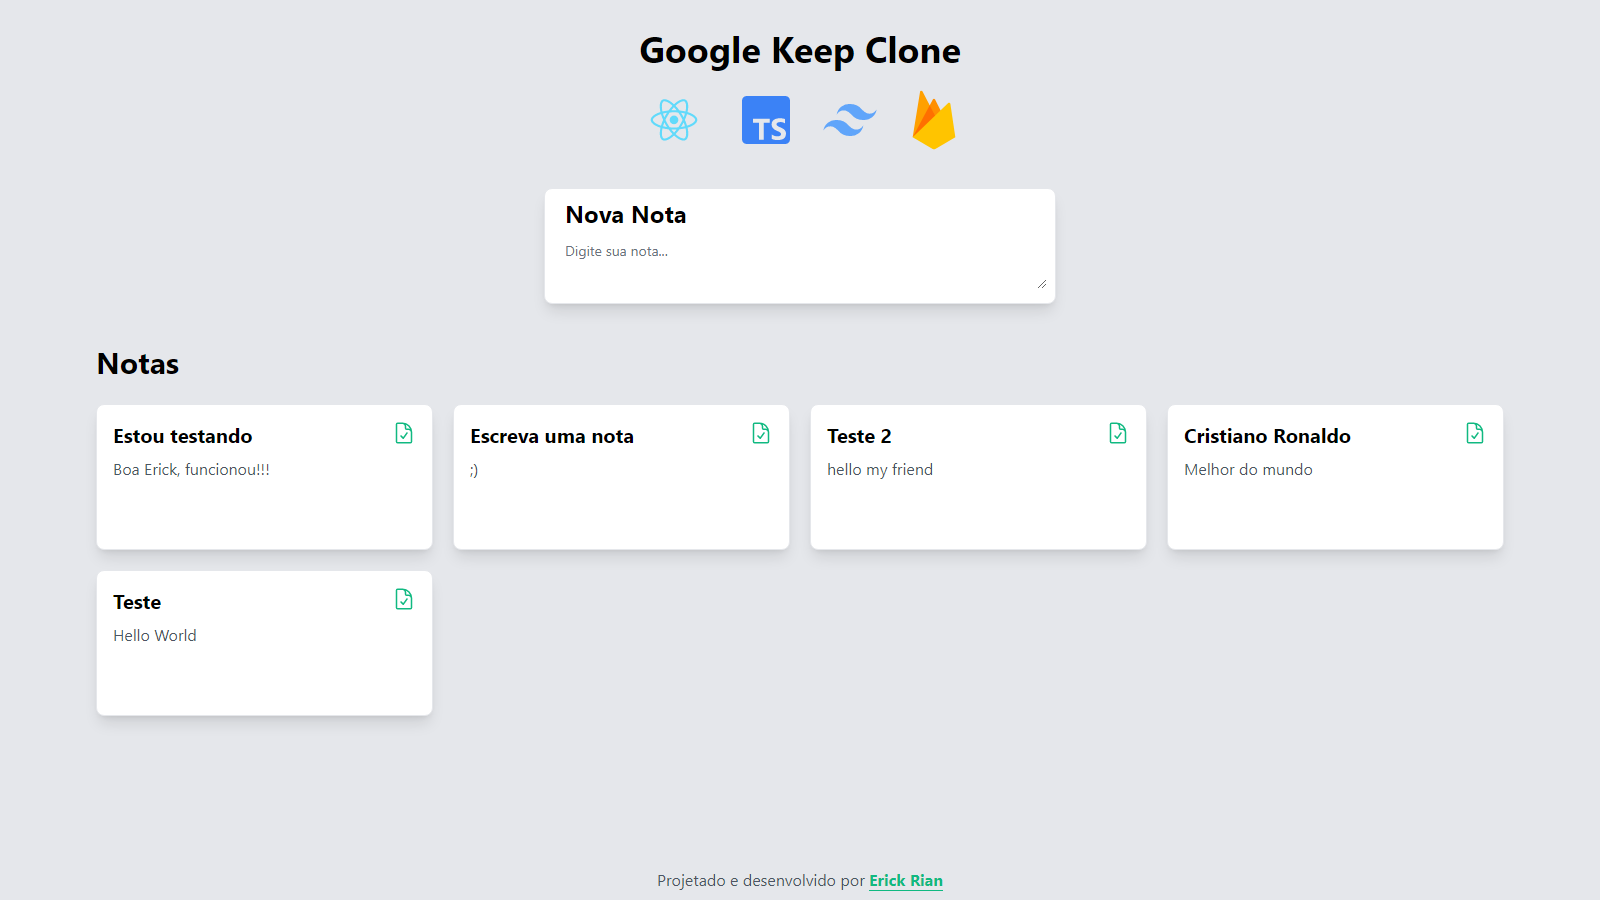 Google Keep Clone
TS
Nova Nota
Digite sua nota...
Notas
Estou testando
Boa Erick, funcionou!!!
Escreva uma nota
;)
Teste 2
hello my friend
Cristiano Ronaldo
Melhor do mundo
Teste
Hello World
Projetado e desenvolvido por Erick Rian